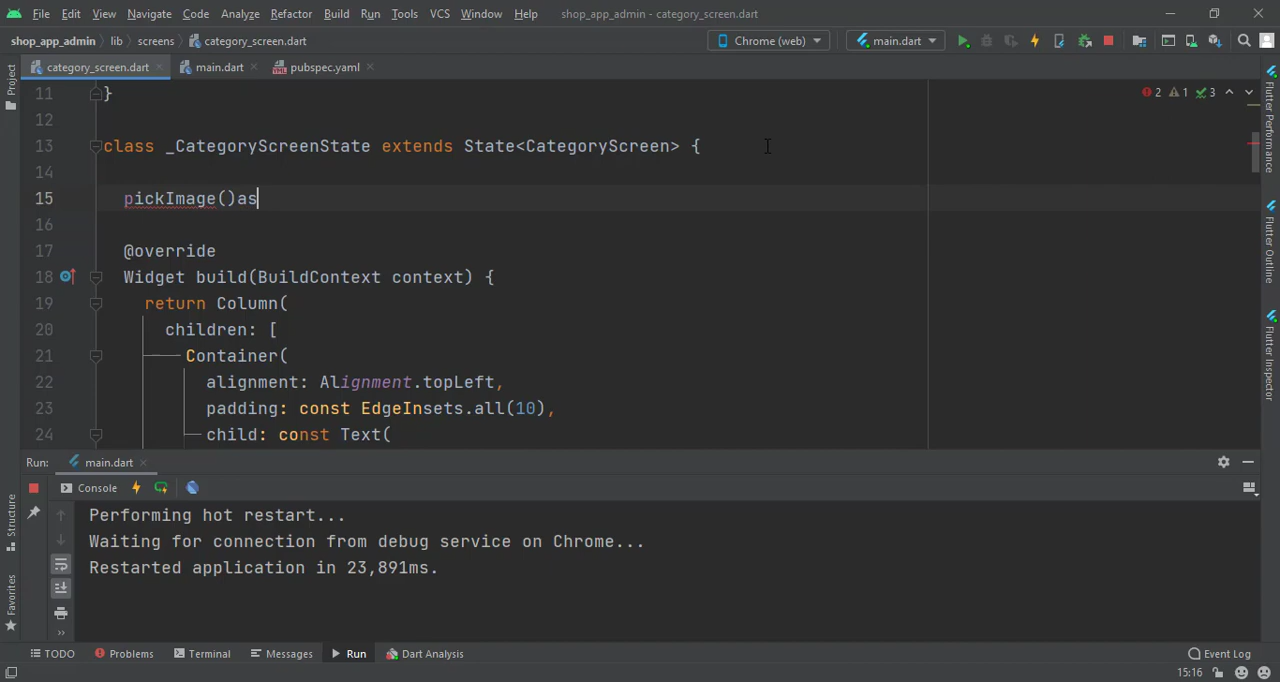 File Edit View Navigate Code Analyze Refactor Build Run Tools VCS Window Help shop_app_admin - category_screen.dart
shop_app_admin lib screens category_screen.dart Chrome (web) main.dart
category_screen.dart main.dart pubspec.yaml
Project
Structure
Favorites
Flutter Performance
Flutter Outline
Flutter Inspector
2 1 3
11 }
12
13 class _CategoryScreenState extends State<CategoryScreen> {
14
15 pickImage()as
16
17 @override
18 Widget build(BuildContext context) {
19 return Column(
20 children: [
21 Container(
22 alignment: Alignment.topLeft,
23 padding: const EdgeInsets.all(10),
24 child: const Text(
Run: main.dart
Console
Performing hot restart...
Waiting for connection from debug service on Chrome...
Restarted application in 23,891ms.
TODO Problems Terminal Messages Run Dart Analysis Event Log
15:16